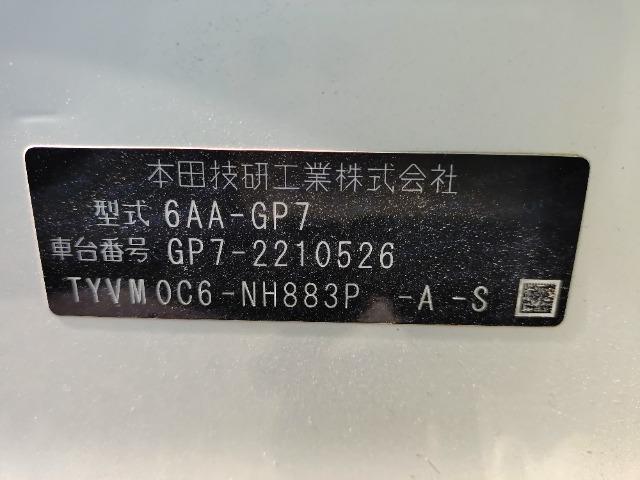 本田技研工業株式会社
型式 6AA-GP7
車台番号 GP7-2210526
TYVM0C6-NH883P -A -S